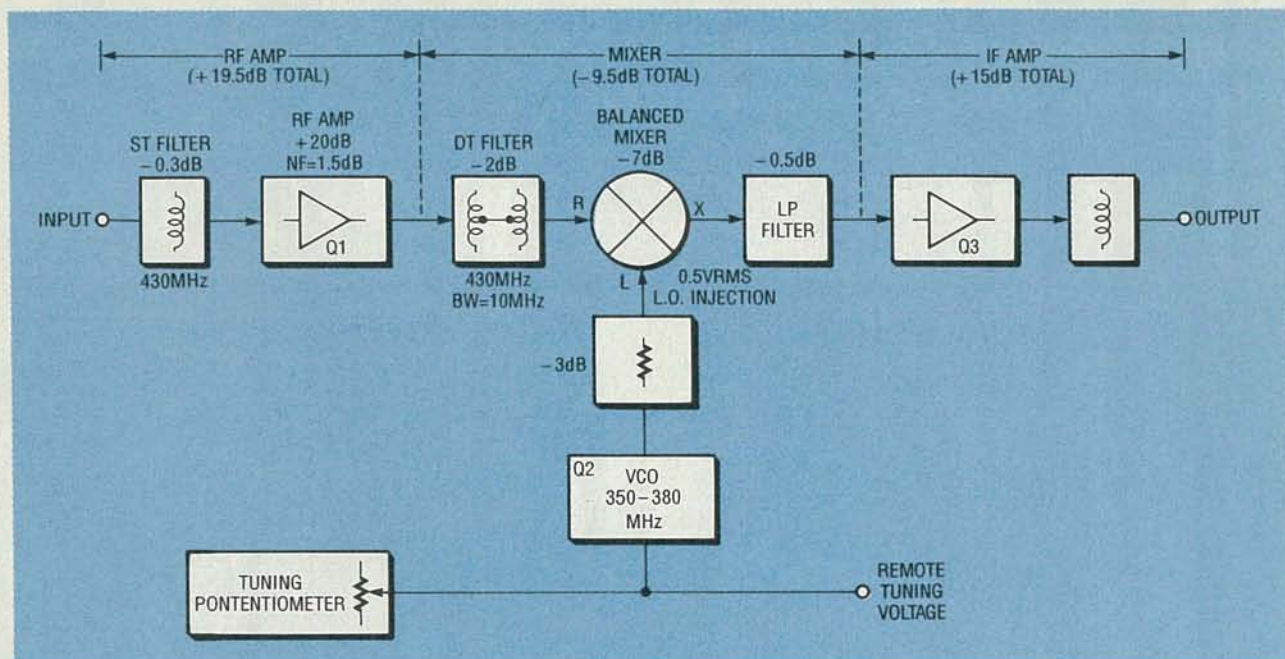 RF AMP
(+19.5dB TOTAL)
MIXER
(−9.5dB TOTAL)
IF AMP
(+15dB TOTAL)
ST FILTER
−0.3dB
RF AMP
+20dB
NF=1.5dB
DT FILTER
−2dB
BALANCED
MIXER
−7dB
−0.5dB
INPUT
Q1
R
X
LP
FILTER
Q3
OUTPUT
430MHz
430MHz
BW=10MHz
L
0.5VRMS
L.O. INJECTION
−3dB
Q2
VCO
350−380
MHz
TUNING
PONTENTIOMETER
REMOTE
TUNING
VOLTAGE